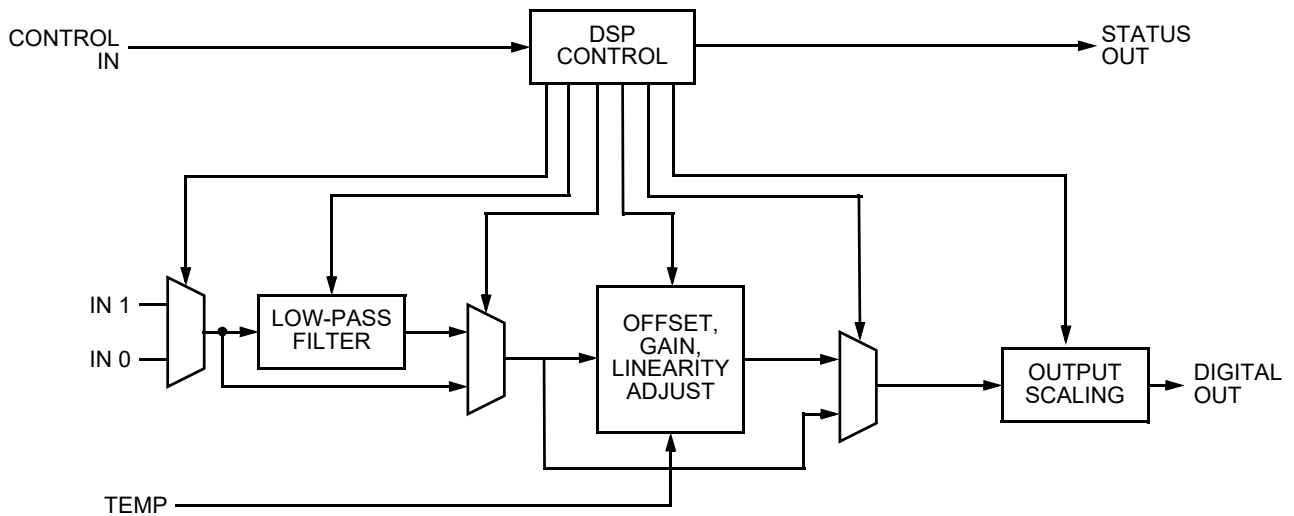 DSP
CONTROL
CONTROL
IN
STATUS
OUT
IN 1
IN 0
LOW-PASS
FILTER
OFFSET,
GAIN,
LINEARITY
ADJUST
OUTPUT
SCALING
DIGITAL
OUT
TEMP